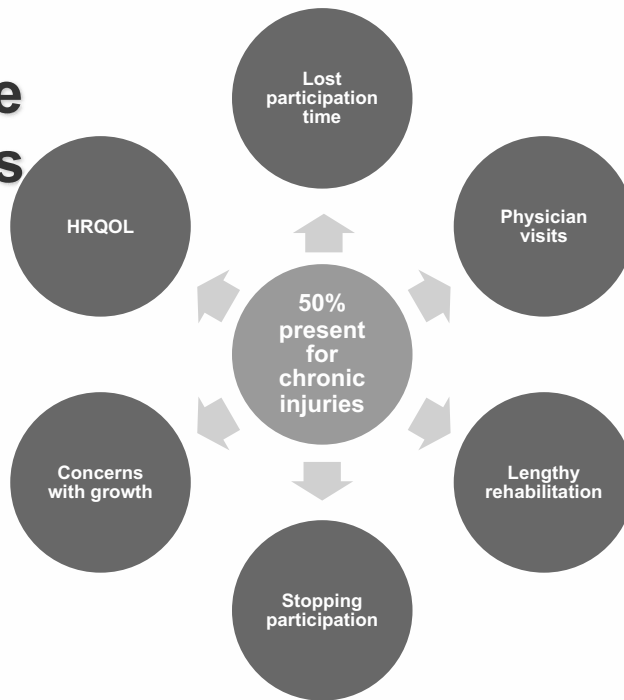 e
s
Lost
participation
time
HRQOL
Physician
visits
50%
present
for
chronic
injuries
Concerns
with growth
Lengthy
rehabilitation
Stopping
participation